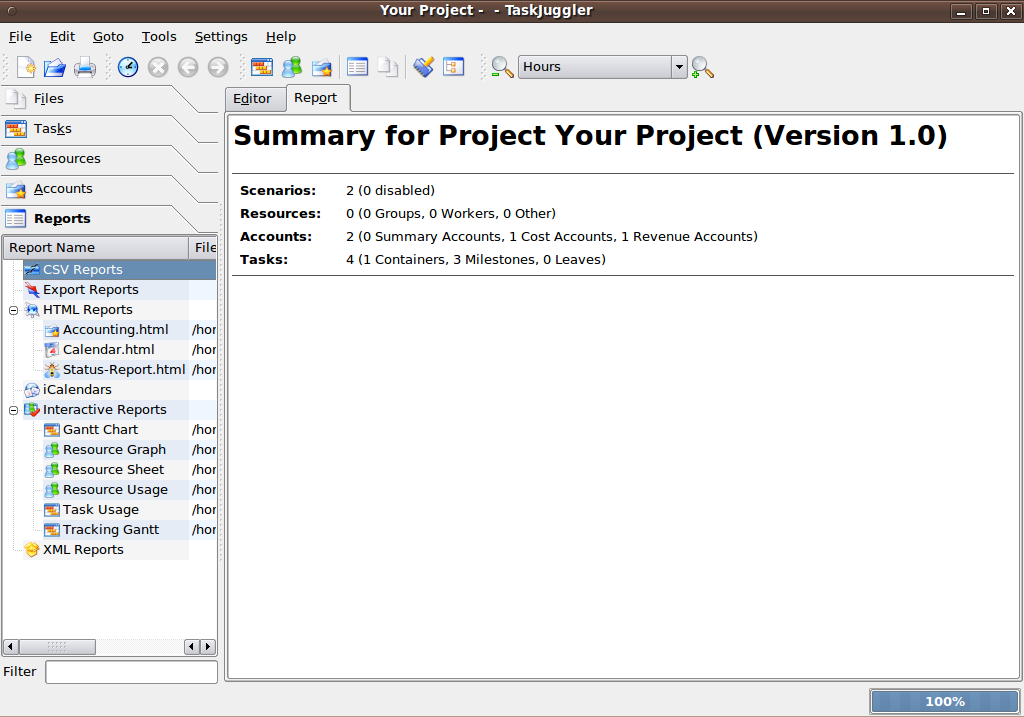 Your Project -  - TaskJuggler
File Edit Goto Tools Settings Help
Hours
Files
Tasks
Resources
Accounts
Reports
Report Name File
CSV Reports
Export Reports
HTML Reports
Accounting.html /hor
Calendar.html /hor
Status-Report.html /hor
iCalendars
Interactive Reports
Gantt Chart /hor
Resource Graph /hor
Resource Sheet /hor
Resource Usage /hor
Task Usage /hor
Tracking Gantt /hor
XML Reports
Filter
Editor Report
Summary for Project Your Project (Version 1.0)
Scenarios: 2 (0 disabled)
Resources: 0 (0 Groups, 0 Workers, 0 Other)
Accounts: 2 (0 Summary Accounts, 1 Cost Accounts, 1 Revenue Accounts)
Tasks: 4 (1 Containers, 3 Milestones, 0 Leaves)
100%